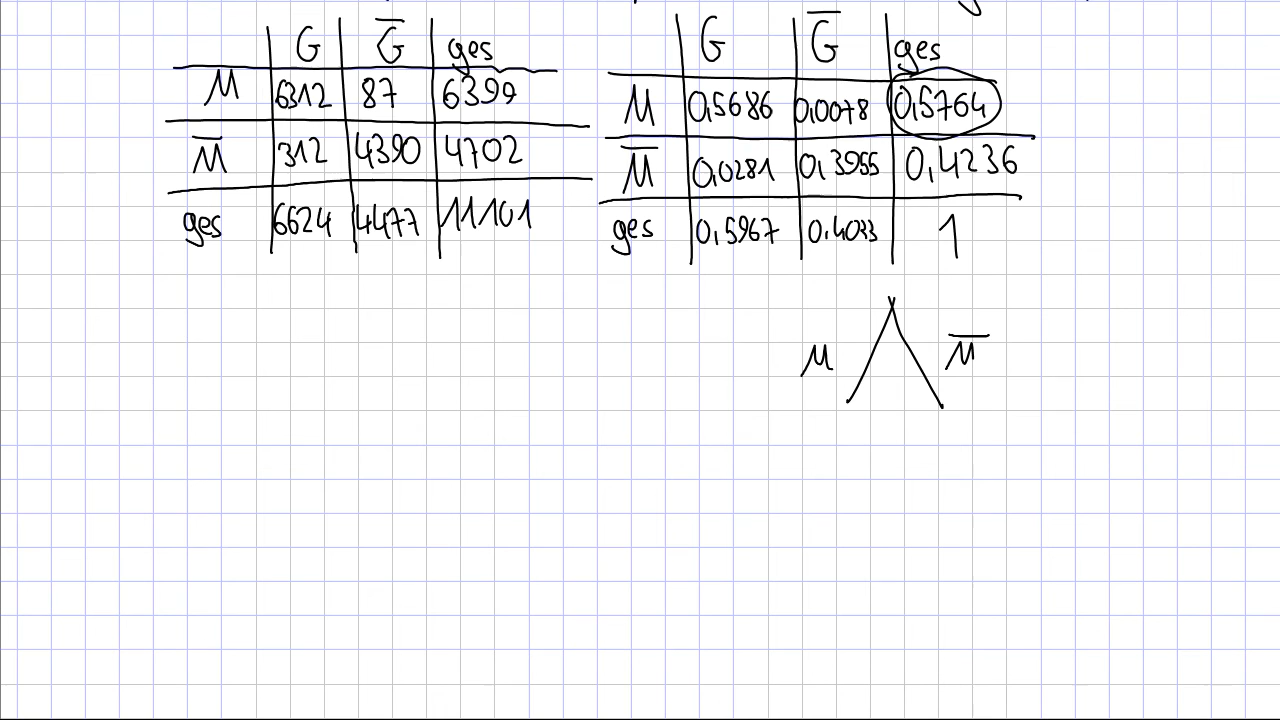 G G̅ ges
M 6312 87 6399
M̅ 312 4390 4702
ges 6624 4477 11101
G G̅ ges
M 0,5686 0,0078 0,5764
M̅ 0,0281 0,3955 0,4236
ges 0,5967 0,4033 1
M M̅